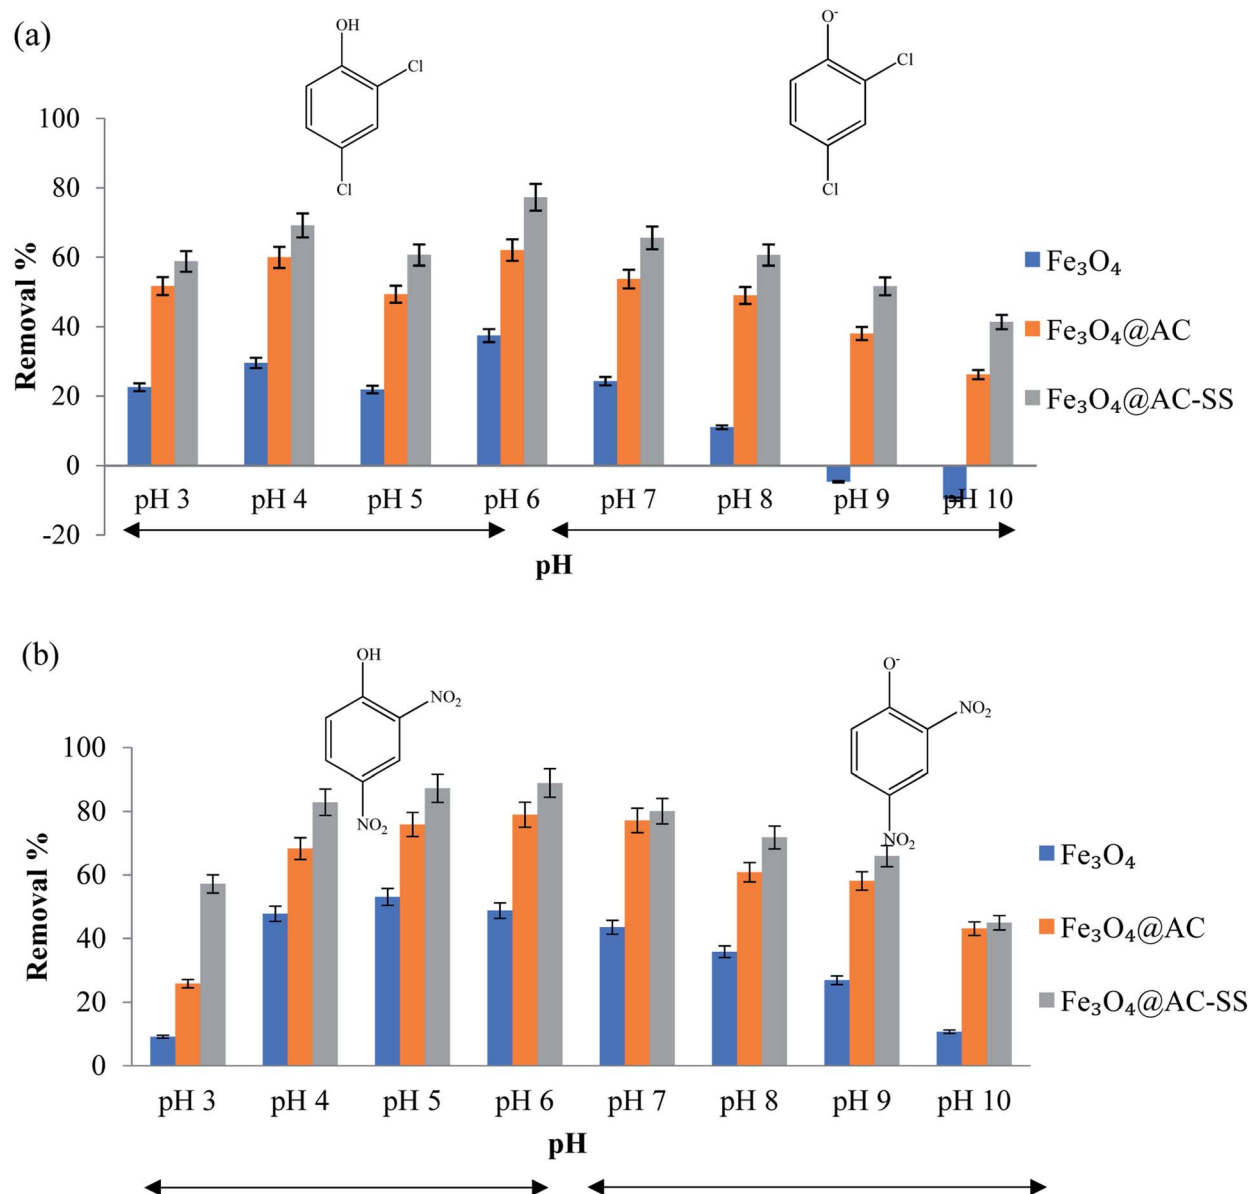 (a)
OH
Cl
Cl
O⁻
Cl
Cl
Removal %
100
80
60
40
20
0
-20
pH 3 pH 4 pH 5 pH 6 pH 7 pH 8 pH 9 pH 10
pH
Fe₃O₄
Fe₃O₄@AC
Fe₃O₄@AC-SS
(b)
OH
NO₂
NO₂
O⁻
NO₂
NO₂
Removal %
100
80
60
40
20
0
pH 3 pH 4 pH 5 pH 6 pH 7 pH 8 pH 9 pH 10
pH
Fe₃O₄
Fe₃O₄@AC
Fe₃O₄@AC-SS